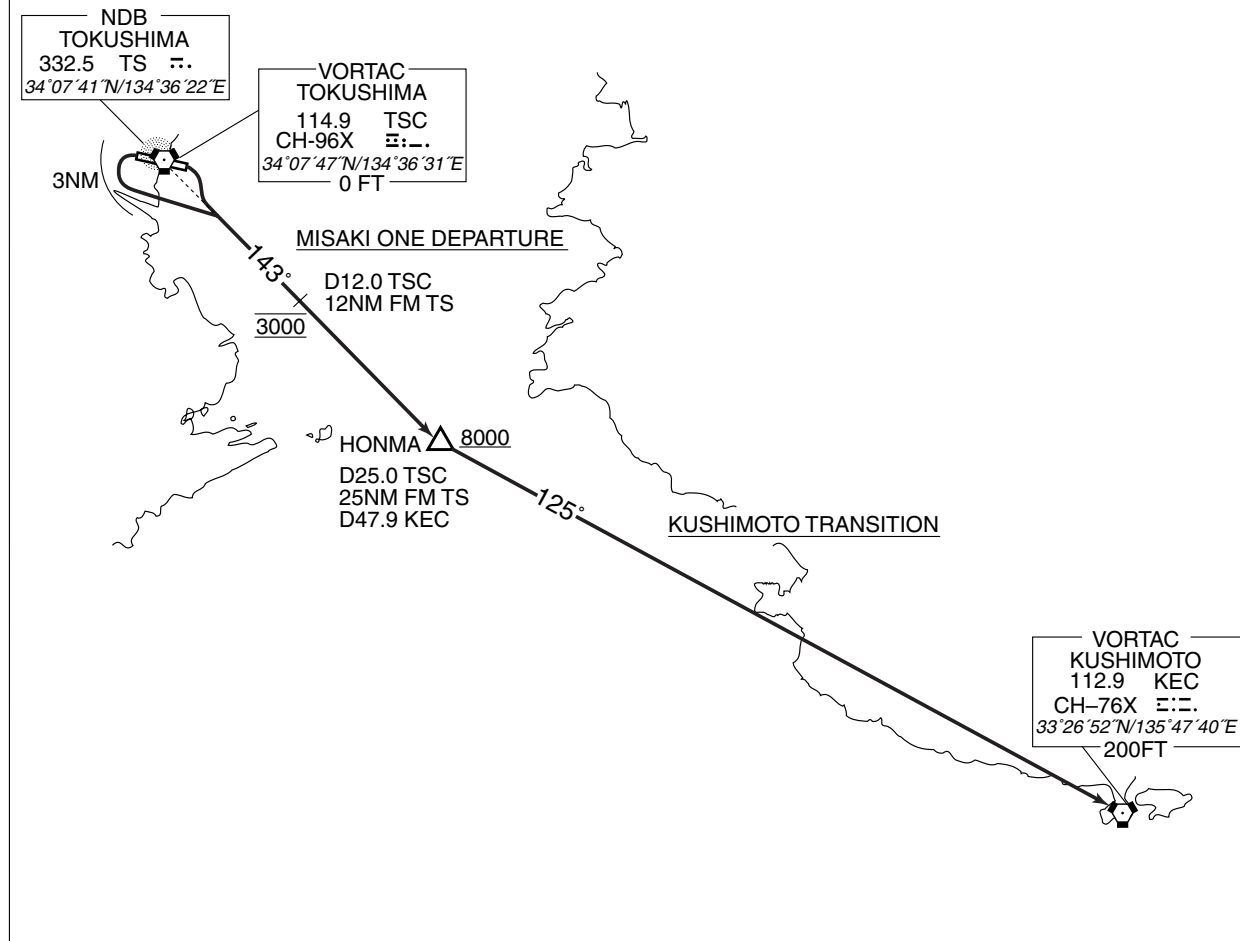 NDB
TOKUSHIMA
332.5 TS
34°07´41˝N/134°36´22˝E
VORTAC
TOKUSHIMA
114.9 TSC
CH-96X
34°07´47˝N/134°36´31˝E
0 FT
3NM
MISAKI ONE DEPARTURE
143°
D12.0 TSC
12NM FM TS
3000
HONMA
8000
D25.0 TSC
25NM FM TS
D47.9 KEC
125°
KUSHIMOTO TRANSITION
VORTAC
KUSHIMOTO
112.9 KEC
CH–76X
33°26´52˝N/135°47´40˝E
200FT